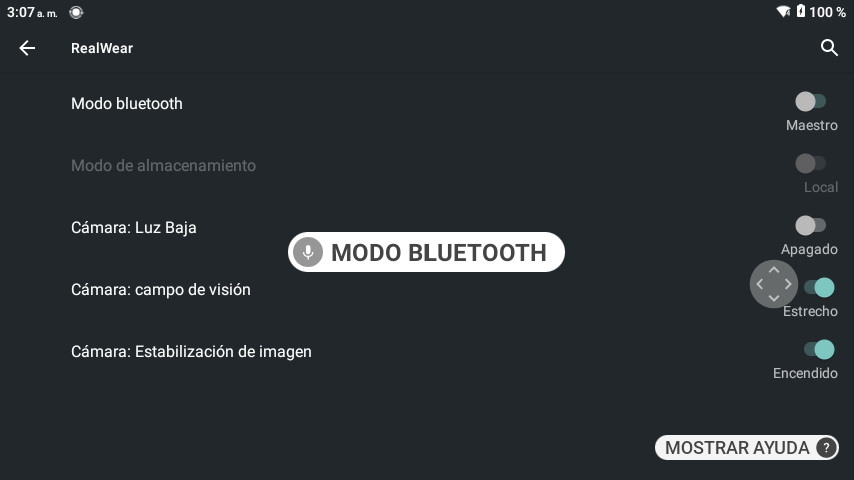 3:07 a. m.
100 %
RealWear
Modo bluetooth
Maestro
Modo de almacenamiento
Local
Cámara: Luz Baja
Apagado
MODO BLUETOOTH
Cámara: campo de visión
Estrecho
Cámara: Estabilización de imagen
Encendido
MOSTRAR AYUDA ?